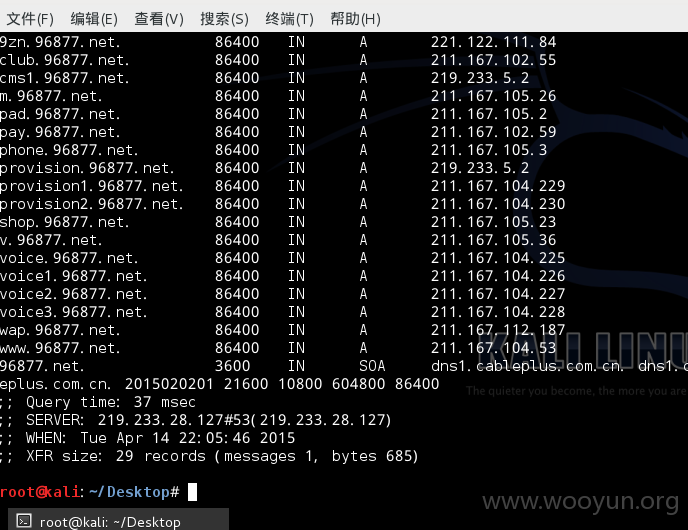 文件(F) 编辑(E) 查看(V) 搜索(S) 终端(T) 帮助(H)
9zn.96877.net. 86400 IN A 221.122.111.84
club.96877.net. 86400 IN A 211.167.102.55
cms1.96877.net. 86400 IN A 219.233.5.2
m.96877.net. 86400 IN A 211.167.105.26
pad.96877.net. 86400 IN A 211.167.105.2
pay.96877.net. 86400 IN A 211.167.102.59
phone.96877.net. 86400 IN A 211.167.105.3
provision.96877.net. 86400 IN A 219.233.5.2
provision1.96877.net. 86400 IN A 211.167.104.229
provision2.96877.net. 86400 IN A 211.167.104.230
shop.96877.net. 86400 IN A 211.167.105.23
v.96877.net. 86400 IN A 211.167.105.36
voice.96877.net. 86400 IN A 211.167.104.225
voice1.96877.net. 86400 IN A 211.167.104.226
voice2.96877.net. 86400 IN A 211.167.104.227
voice3.96877.net. 86400 IN A 211.167.104.228
wap.96877.net. 86400 IN A 211.167.112.187
www.96877.net. 86400 IN A 211.167.104.53
96877.net. 3600 IN SOA dns1.cableplus.com.cn. dns1.c
eplus.com.cn. 2015020201 21600 10800 604800 86400
;; Query time: 37 msec
;; SERVER: 219.233.28.127#53(219.233.28.127)
;; WHEN: Tue Apr 14 22:05:46 2015
;; XFR size: 29 records (messages 1, bytes 685)
KALI LINU
The quieter you become, the more you are
root@kali:~/Desktop#
www.wooyun.org
root@kali: ~/Desktop